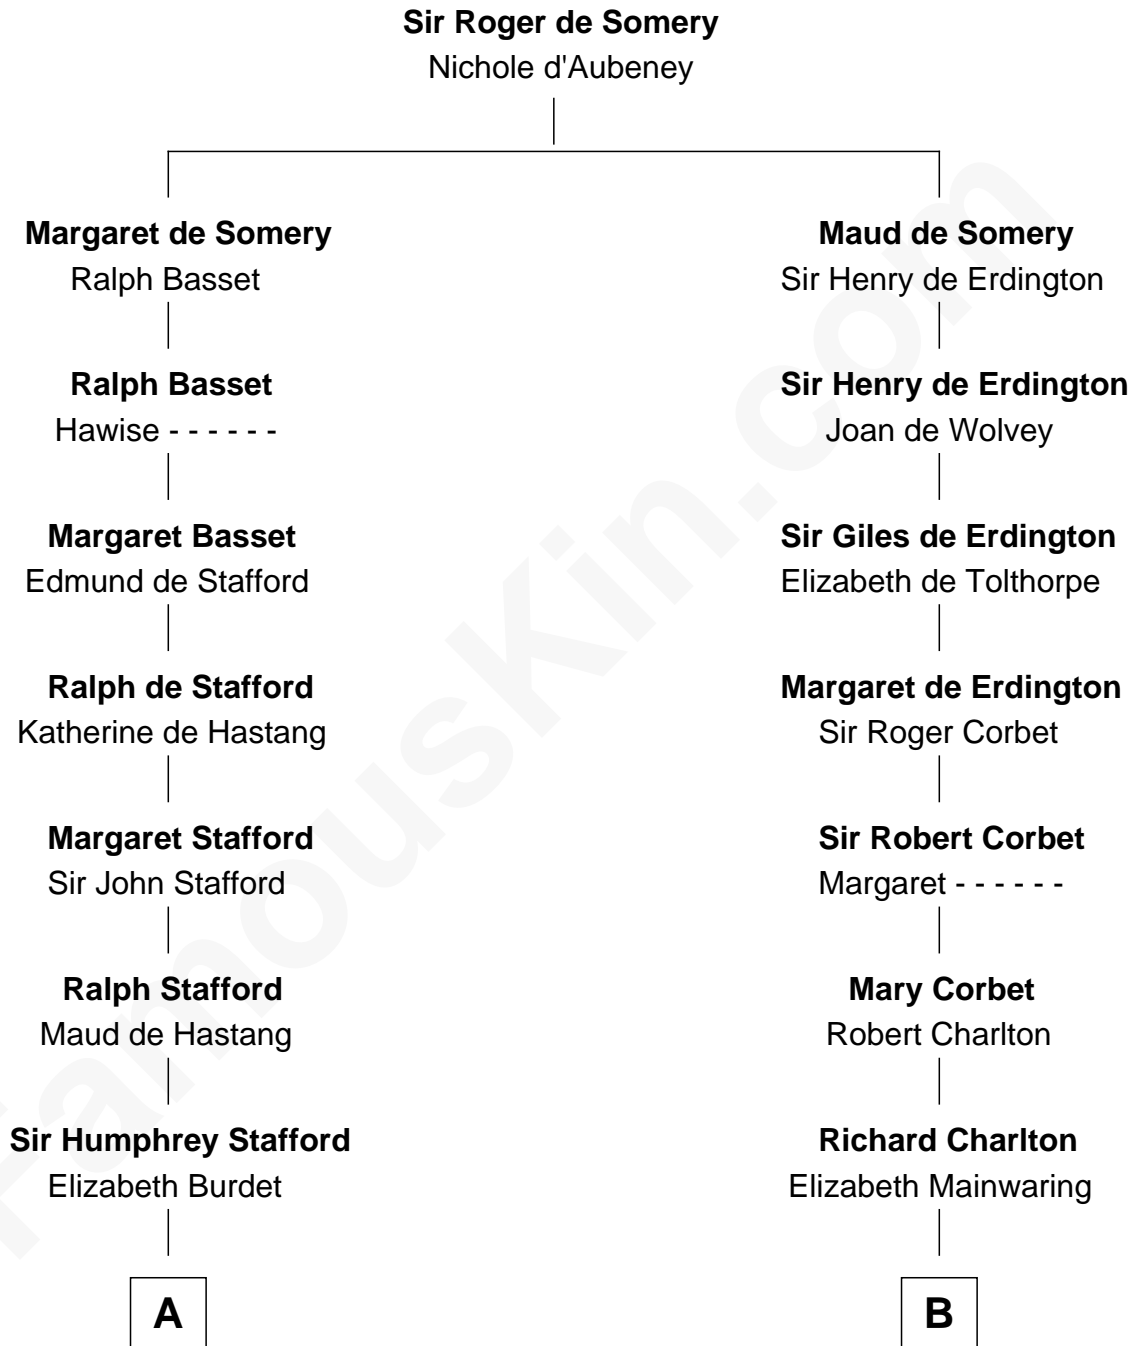 Sir Roger de Somery
Nichole d'Aubeney
Margaret de Somery
Ralph Basset
Maud de Somery
Sir Henry de Erdington
Ralph Basset
Hawise - - - - - -
Sir Henry de Erdington
Joan de Wolvey
Margaret Basset
Edmund de Stafford
Sir Giles de Erdington
Elizabeth de Tolthorpe
Ralph de Stafford
Katherine de Hastang
Margaret de Erdington
Sir Roger Corbet
Margaret Stafford
Sir John Stafford
Sir Robert Corbet
Margaret - - - - - -
Ralph Stafford
Maud de Hastang
Mary Corbet
Robert Charlton
Sir Humphrey Stafford
Elizabeth Burdet
Richard Charlton
Elizabeth Mainwaring
A
B
FamousKin.com